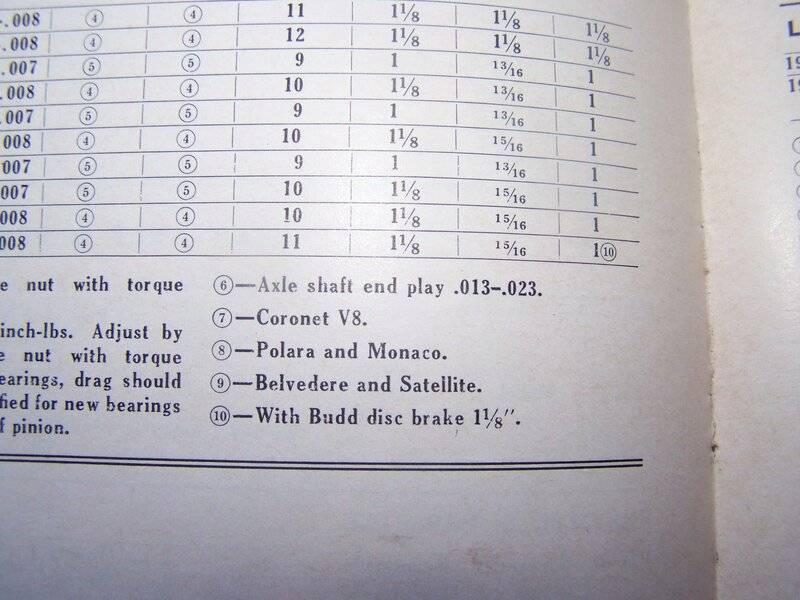 -.008 | ④ | ④ | 11 | 1⅛ | 1⅛ | 1⅛
.008 | ④ | ④ | 12 | 1⅛ | 1⅛ | 1⅛
.007 | ⑤ | ⑤ | 9 | 1 | 13/16 | 1
.008 | ④ | ④ | 10 | 1⅛ | 13/16 | 1
.007 | ⑤ | ⑤ | 9 | 1 | 13/16 | 1
008 | ④ | ④ | 10 | 1⅛ | 15/16 | 1
007 | ⑤ | ⑤ | 9 | 1 | 13/16 | 1
007 | ⑤ | ⑤ | 10 | 1⅛ | 15/16 | 1
008 | ④ | ④ | 10 | 1⅛ | 15/16 | 1
008 | ④ | ④ | 11 | 1⅛ | 15/16 | 1⑩
e nut with torque
inch-lbs. Adjust by
e nut with torque
earings, drag should
fied for new bearings
f pinion.
⑥—Axle shaft end play .013–.023.
⑦—Coronet V8.
⑧—Polara and Monaco.
⑨—Belvedere and Satellite.
⑩—With Budd disc brake 1⅛″.
L
19
19